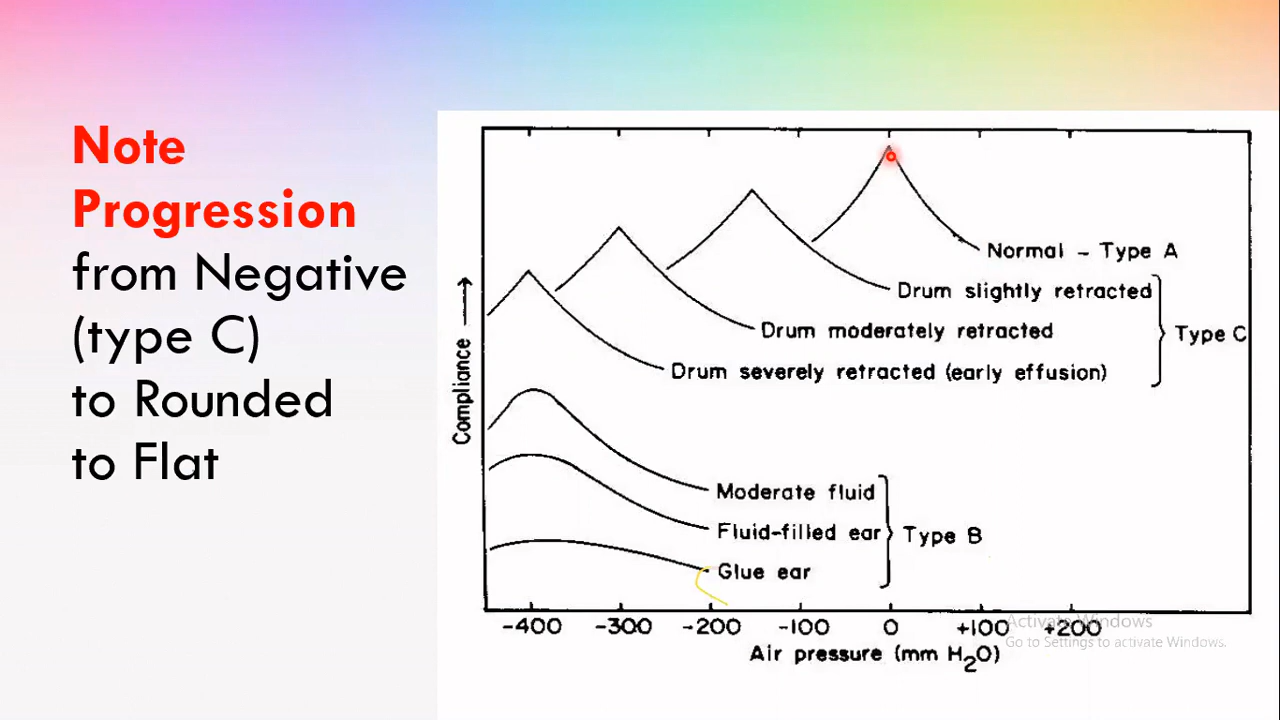 Note
Progression
from Negative
(type C)
to Rounded
to Flat
Compliance →
Normal - Type A
Drum slightly retracted
Drum moderately retracted
Type C
Drum severely retracted (early effusion)
Moderate fluid
Fluid-filled ear
Type B
Glue ear
-400 -300 -200 -100 0 +100 +200
Air pressure (mm H₂O)
Activate Windows
Go to Settings to activate Windows.